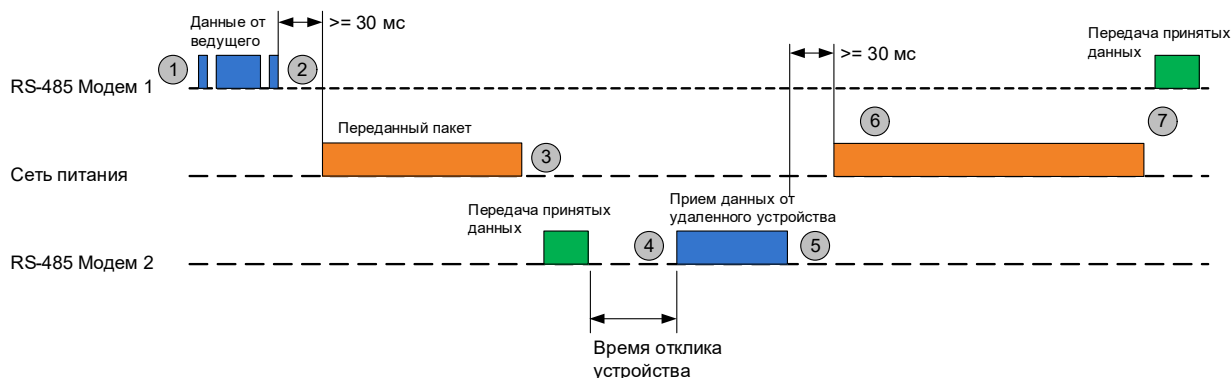 Данные от
ведущего
>= 30 мс
1
2
RS-485 Модем 1
>= 30 мс
Передача принятых
данных
Переданный пакет
3
6
7
Сеть питания
Передача принятых
данных
Прием данных от
удаленного устройства
4
5
RS-485 Модем 2
Время отклика
устройства